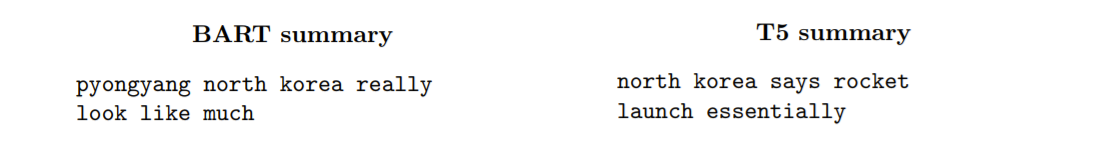 BART summary
pyongyang north korea really
look like much
T5 summary
north korea says rocket
launch essentially